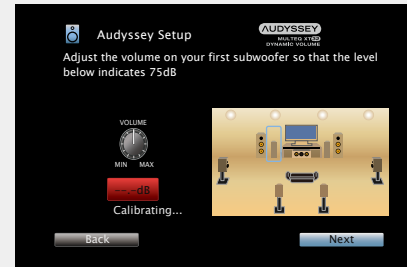 Audyssey Setup
AUDYSSEY
MULTEQ XT32
DYNAMIC VOLUME
Adjust the volume on your first subwoofer so that the level
below indicates 75dB
VOLUME
MIN MAX
--.-dB
Calibrating...
Back
Next